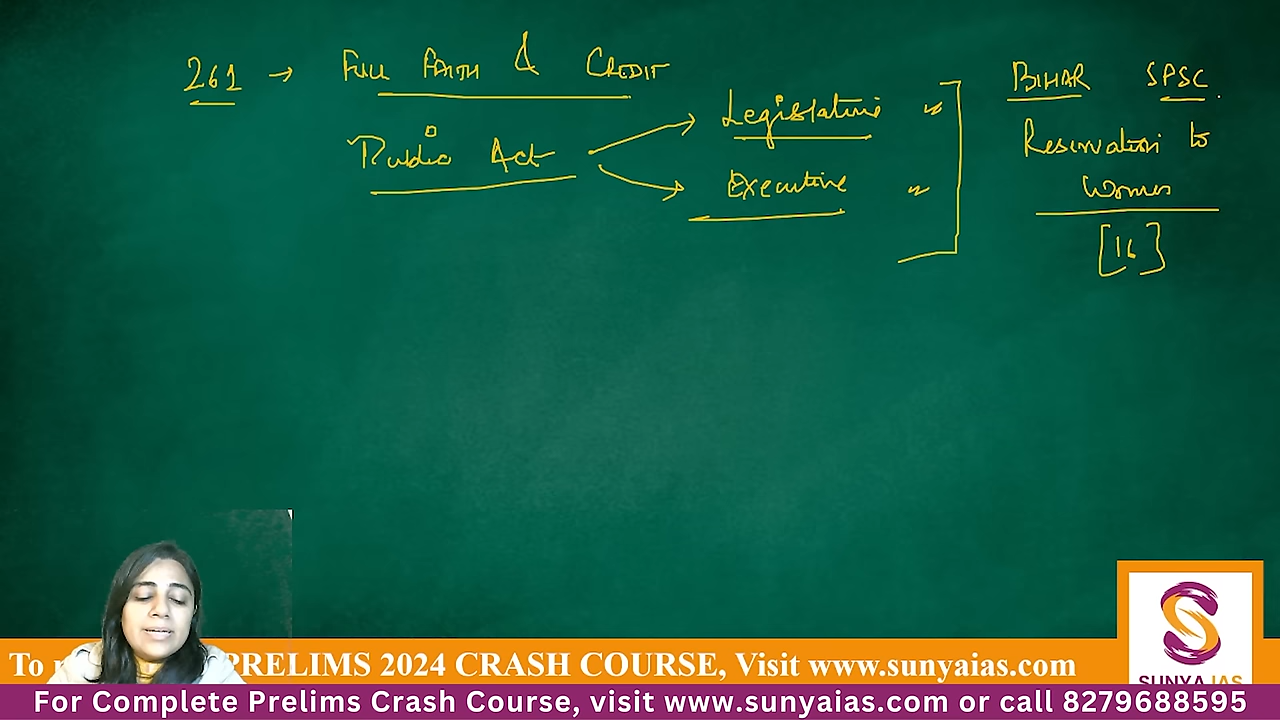 261 → FULL FAITH & CREDIT
Public Act
Legislature
Executive
BIHAR SPSC.
Reservation to
women
[16]
To PRELIMS 2024 CRASH COURSE, Visit www.sunyaias.com
SUNYA IAS
For Complete Prelims Crash Course, visit www.sunyaias.com or call 8279688595